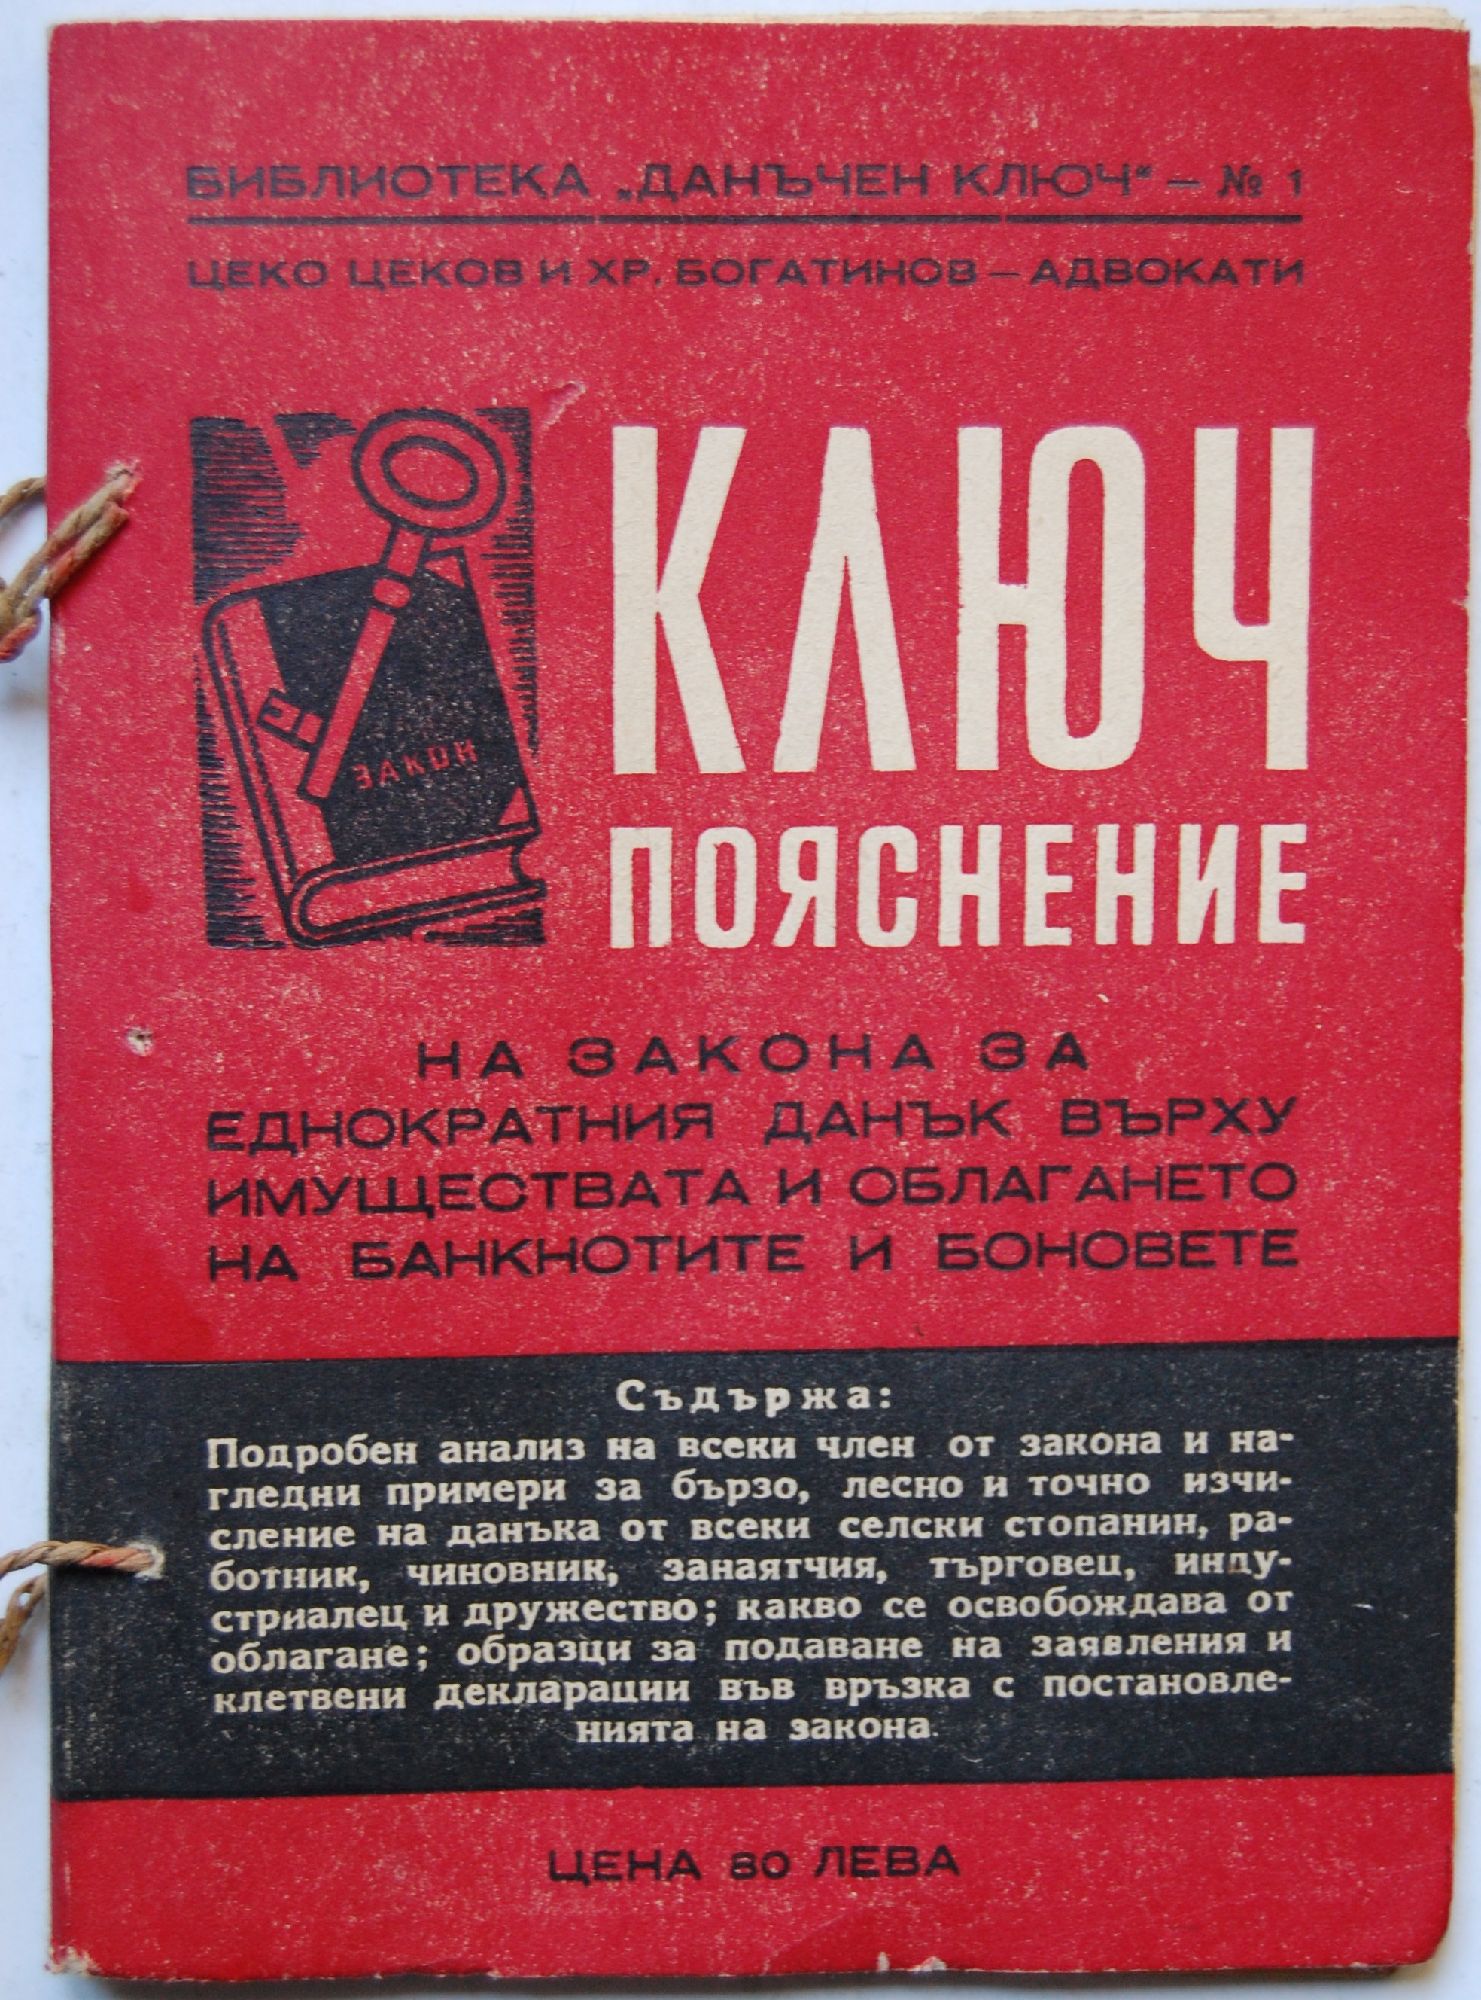 БИБЛИОТЕКА „ДАНЪЧЕН КЛЮЧ“ — № 1
ЦЕКО ЦЕКОВ И ХР. БОГАТИНОВ — АДВОКАТИ
ЗАКОН
КЛЮЧ
ПОЯСНЕНИЕ
НА ЗАКОНА ЗА
ЕДНОКРАТНИЯ ДАНЪК ВЪРХУ
ИМУЩЕСТВАТА И ОБЛАГАНЕТО
НА БАНКНОТИТЕ И БОНОВЕТЕ
Съдържа:
Подробен анализ на всеки член от закона и на-
гледни примери за бързо, лесно и точно изчи-
сление на данъка от всеки селски стопанин, ра-
ботник, чиновник, занаятчия, търговец, инду-
стриалец и дружество; какво се освобождава от
облагане; образци за подаване на заявления и
клетвени декларации във връзка с постановле-
нията на закона.
ЦЕНА 80 ЛЕВА